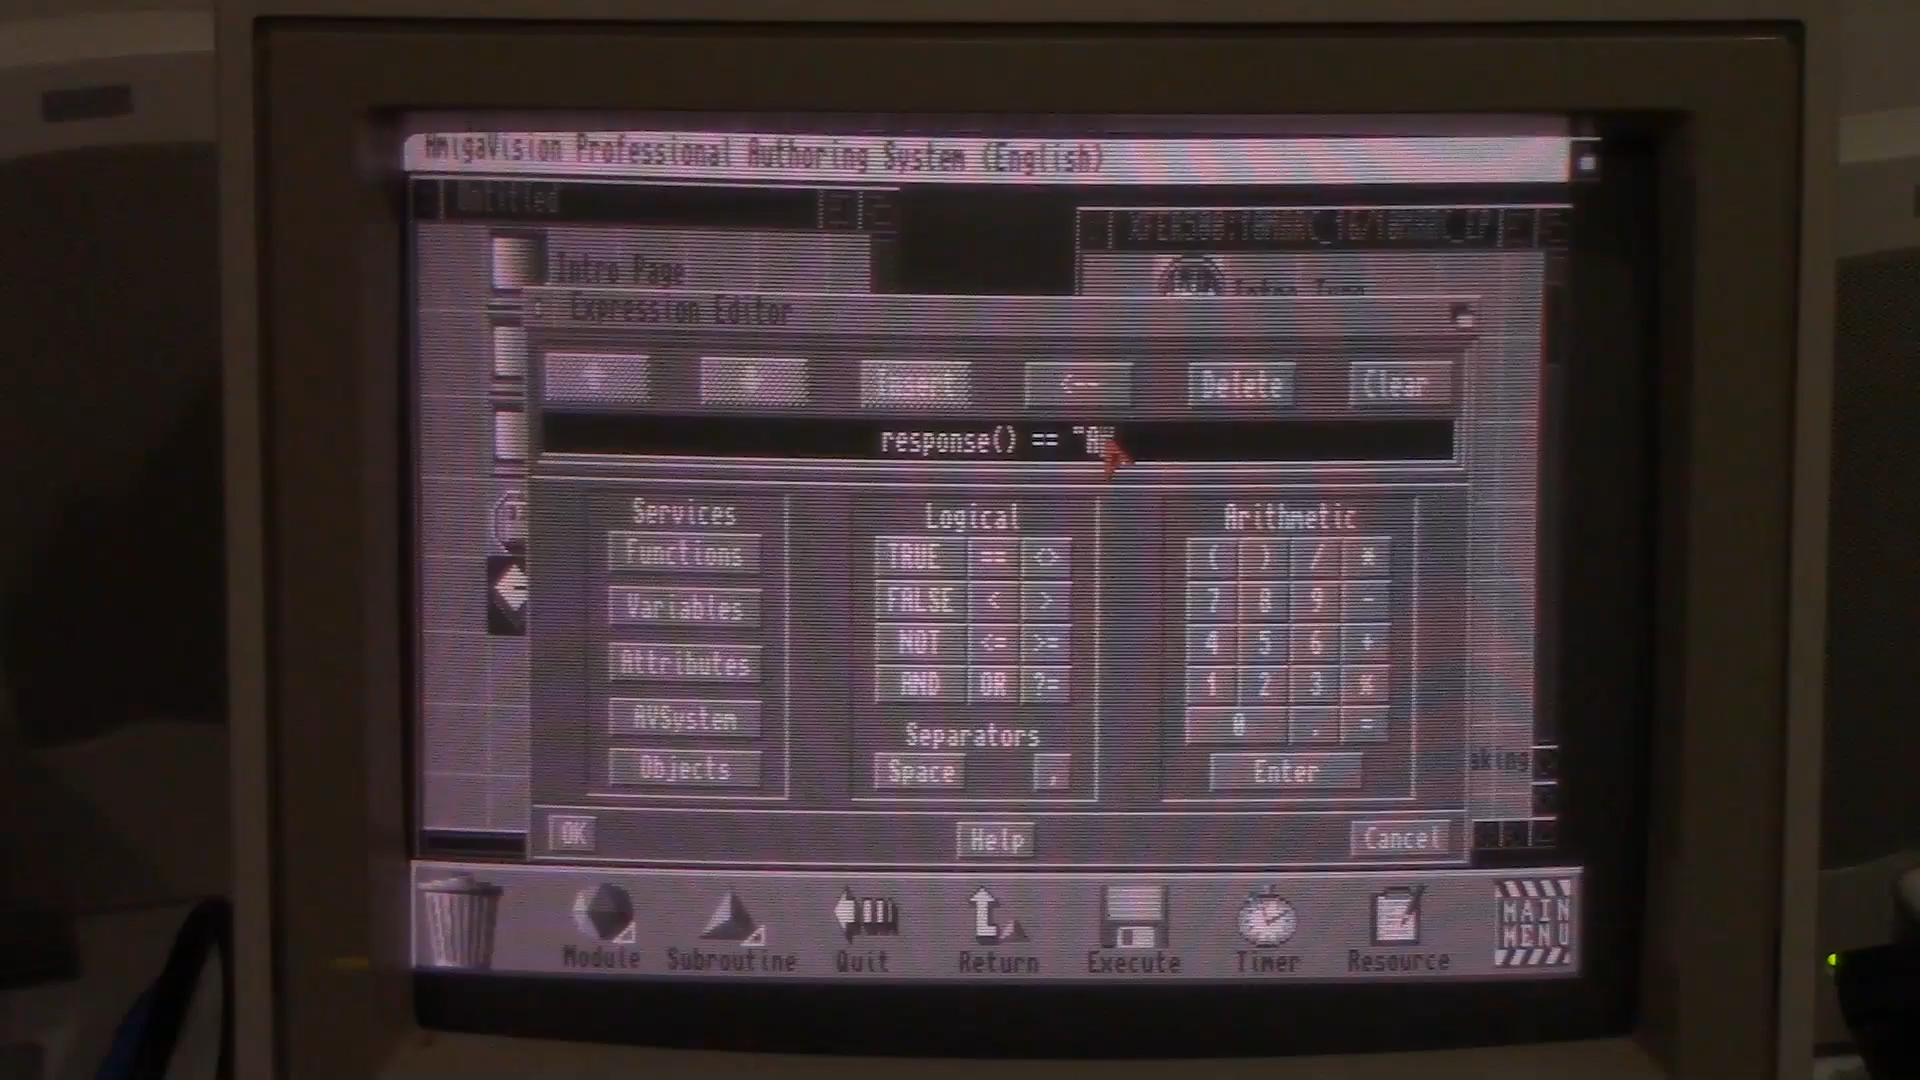 AmigaVision Professional Authoring System (English)
Untitled
Intro Page
Expression Editor
Insert <-- Delete Clear
response() == "A
Services Logical Arithmetic
Functions TRUE == <> ( ) / *
Variables FALSE < > 7 8 9 -
Attributes NOT <= >= 4 5 6 +
AND OR ?= 1 2 3 %
AVSystem Separators 0 . =
Objects Space , Enter
aking
OK Help Cancel
Module Subroutine Quit Return Execute Timer Resource
MAIN
MENU